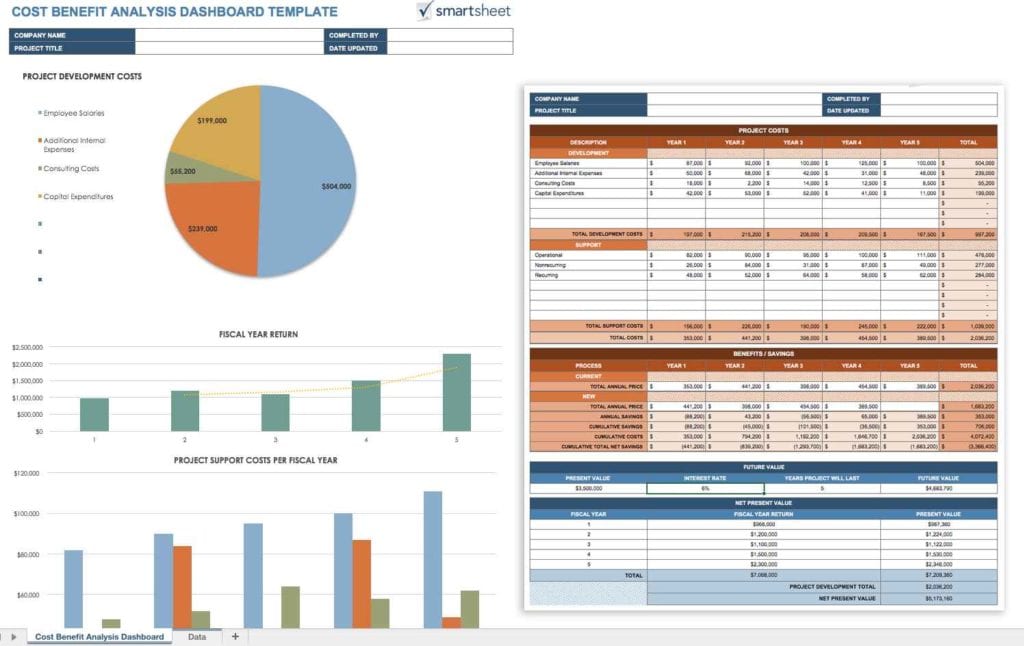 COST BENEFIT ANALYSIS DASHBOARD TEMPLATE
smartsheet
COMPANY NAME COMPLETED BY
PROJECT TITLE DATE UPDATED
PROJECT DEVELOPMENT COSTS
Employee Salaries
Additional Internal
Expenses
Consulting Costs
Capital Expenditures
$199,000
$55,200
$504,000
$239,000
FISCAL YEAR RETURN
$2,500,000
$2,000,000
$1,500,000
$1,000,000
$500,000
$0
1 2 3 4 5
PROJECT SUPPORT COSTS PER FISCAL YEAR
$120,000
$100,000
$80,000
$60,000
COMPANY NAME COMPLETED BY
PROJECT TITLE DATE UPDATED
PROJECT COSTS
DESCRIPTION YEAR 1 YEAR 2 YEAR 3 YEAR 4 YEAR 5 TOTAL
DEVELOPMENT
Employee Salaries $ 87,000 $ 92,000 $ 100,000 $ 125,000 $ 100,000 $ 504,000
Additional Internal Expenses $ 50,000 $ 68,000 $ 42,000 $ 31,000 $ 48,000 $ 239,000
Consulting Costs $ 18,000 $ 2,200 $ 14,000 $ 12,500 $ 8,500 $ 55,200
Capital Expenditures $ 42,000 $ 53,000 $ 52,000 $ 41,000 $ 11,000 $ 199,000
$ -
$ -
$ -
TOTAL DEVELOPMENT COSTS $ 197,000 $ 215,200 $ 208,000 $ 209,500 $ 167,500 $ 997,200
SUPPORT
Operational $ 82,000 $ 90,000 $ 95,000 $ 100,000 $ 111,000 $ 478,000
Nonrecurring $ 26,000 $ 84,000 $ 31,000 $ 87,000 $ 49,000 $ 277,000
Recurring $ 48,000 $ 52,000 $ 64,000 $ 58,000 $ 62,000 $ 284,000
$ -
$ -
$ -
$ -
TOTAL SUPPORT COSTS $ 156,000 $ 226,000 $ 190,000 $ 245,000 $ 222,000 $ 1,039,000
TOTAL COSTS $ 353,000 $ 441,200 $ 398,000 $ 454,500 $ 389,500 $ 2,036,200
BENEFITS / SAVINGS
PROCESS YEAR 1 YEAR 2 YEAR 3 YEAR 4 YEAR 5 TOTAL
CURRENT
TOTAL ANNUAL PRICE $ 353,000 $ 441,200 $ 398,000 $ 454,500 $ 389,500 $ 2,036,200
NEW
TOTAL ANNUAL PRICE $ 441,200 $ 398,000 $ 454,500 $ 389,500 $ 1,683,200
ANNUAL SAVINGS $ (88,200) $ 43,200 $ (56,500) $ 65,000 $ 389,500 $ 353,000
CUMULATIVE SAVINGS $ (88,200) $ (45,000) $ (101,500) $ (36,500) $ 353,000 $ 706,000
CUMULATIVE COSTS $ 353,000 $ 794,200 $ 1,192,200 $ 1,646,700 $ 2,036,200 $ 4,072,400
CUMULATIVE TOTAL NET SAVINGS $ (441,200) $ (839,200) $ (1,293,700) $ (1,683,200) $ (1,683,200) $ (3,366,400)
FUTURE VALUE
PRESENT VALUE INTEREST RATE YEARS PROJECT WILL LAST FUTURE VALUE
$3,500,000 6% 5 $4,683,790
NET PRESENT VALUE
FISCAL YEAR FISCAL YEAR RETURN PRESENT VALUE
1 $968,000 $987,360
2 $1,200,000 $1,224,000
3 $1,100,000 $1,122,000
4 $1,500,000 $1,530,000
5 $2,300,000 $2,346,000
TOTAL $7,068,000 $7,209,360
PROJECT DEVELOPMENT TOTAL $2,036,200
NET PRESENT VALUE $5,173,160
Cost Benefit Analysis Dashboard Data +